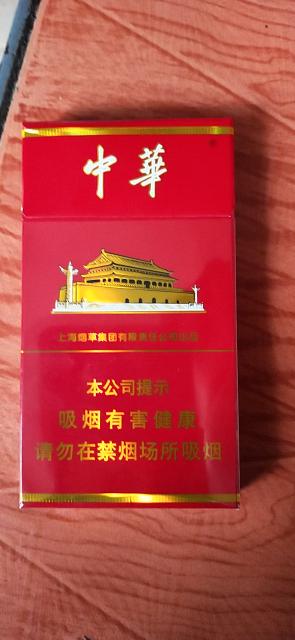 中華
上海烟草集团有限责任公司出品
本公司提示
吸烟有害健康
请勿在禁烟场所吸烟